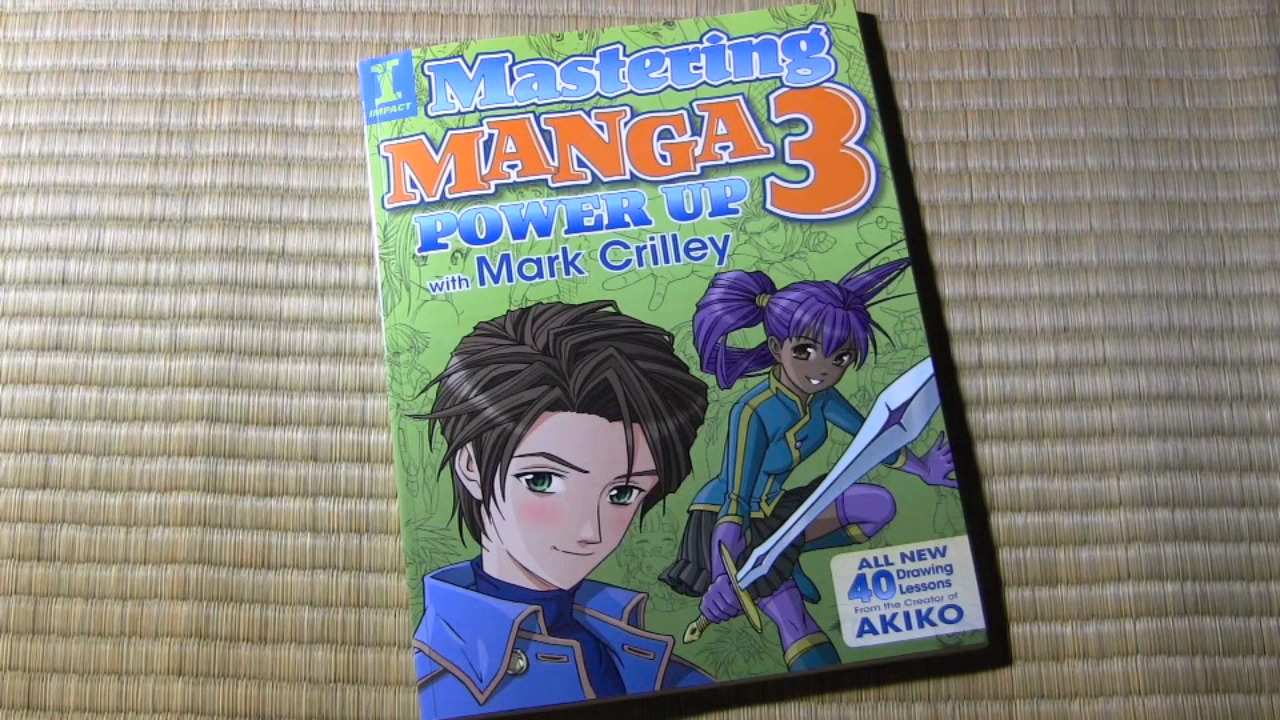 IMPACT
Mastering
MANGA 3
POWER UP
with Mark Crilley
ALL NEW
40 Drawing
Lessons
From the Creator of
AKIKO